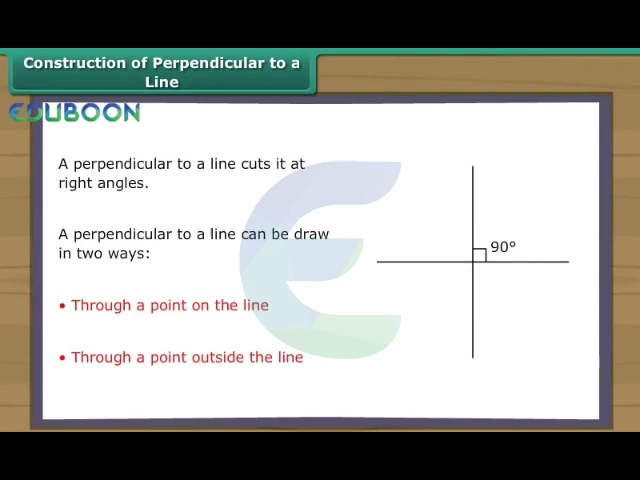 Construction of Perpendicular to a
Line
EDUBOON
A perpendicular to a line cuts it at
right angles.
A perpendicular to a line can be draw
in two ways:
• Through a point on the line
• Through a point outside the line
90°